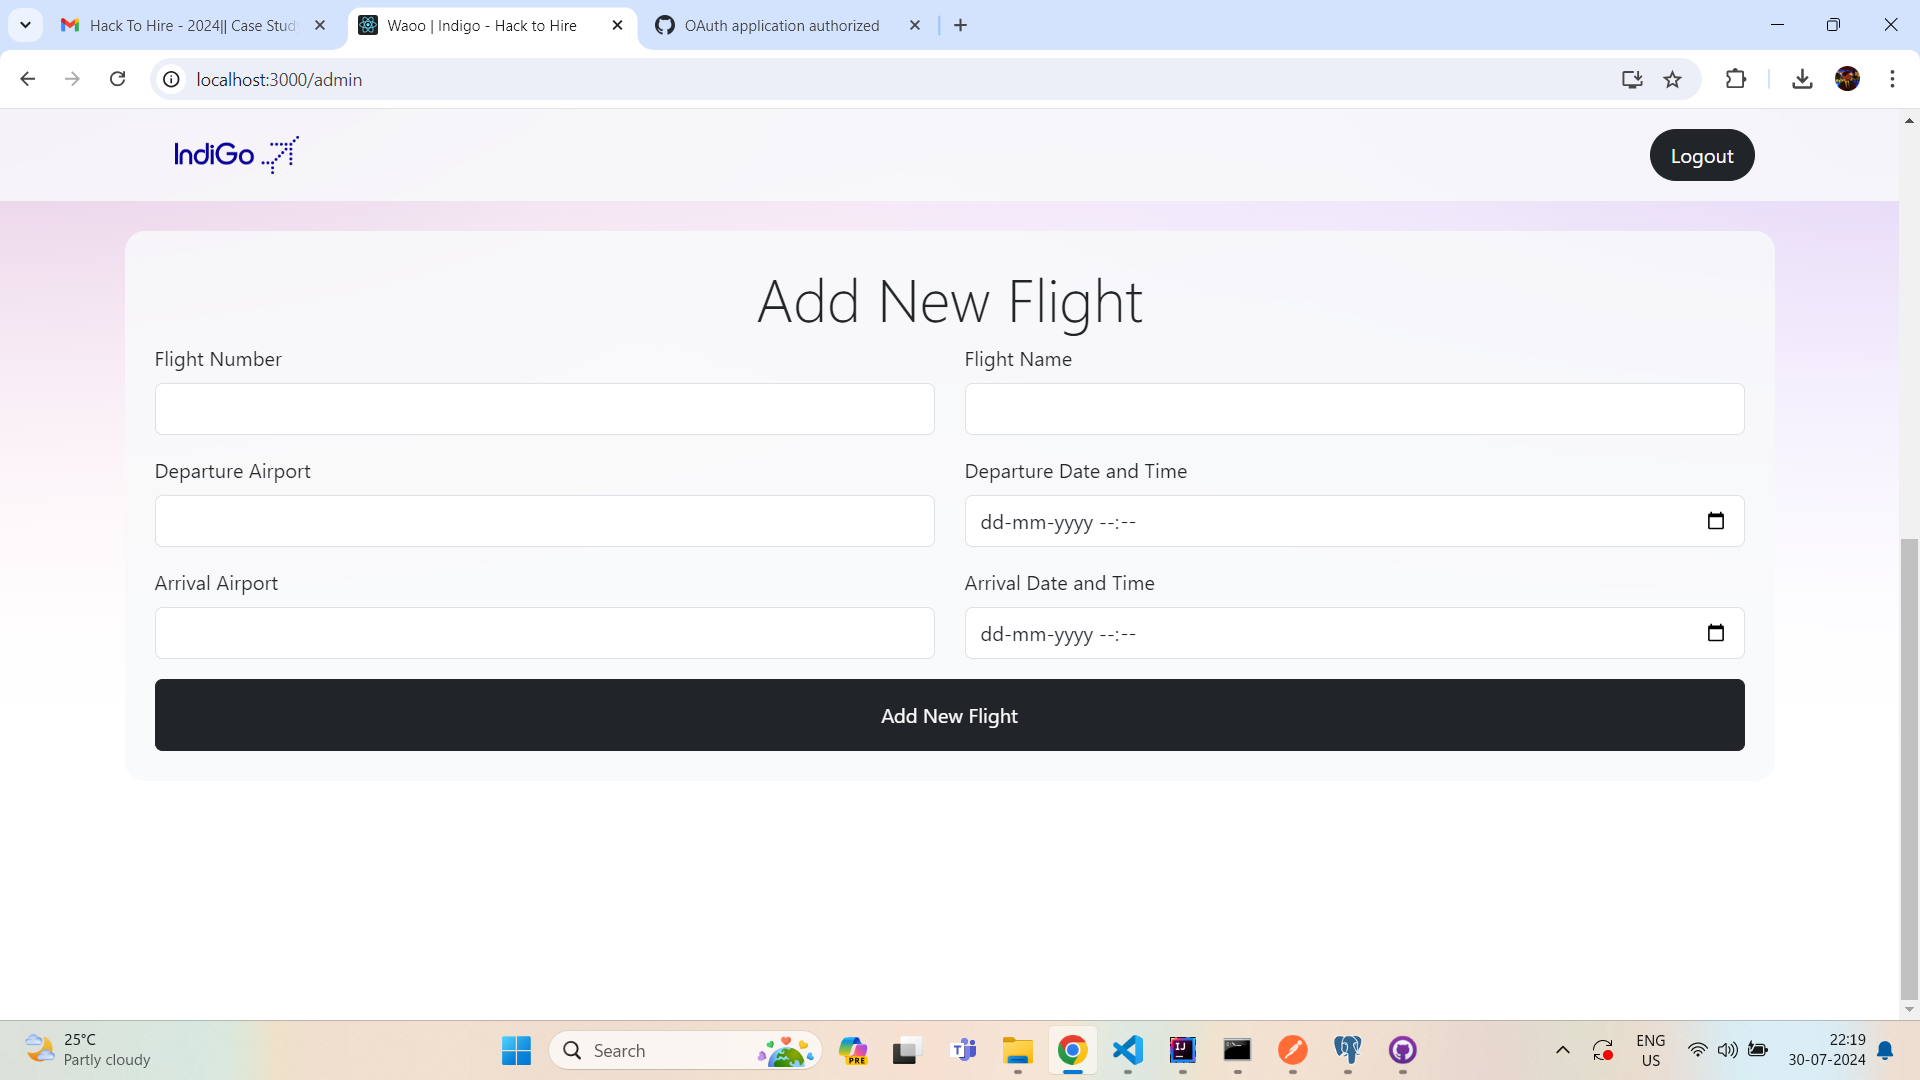 Hack To Hire - 2024|| Case Stud
Waoo | Indigo - Hack to Hire
OAuth application authorized
localhost:3000/admin
IndiGo
Logout
Add New Flight
Flight Number
Flight Name
Departure Airport
Departure Date and Time
dd-mm-yyyy --:--
Arrival Airport
Arrival Date and Time
dd-mm-yyyy --:--
Add New Flight
25°C
Partly cloudy
Search
PRE
IJ
ENG
US
22:19
30-07-2024